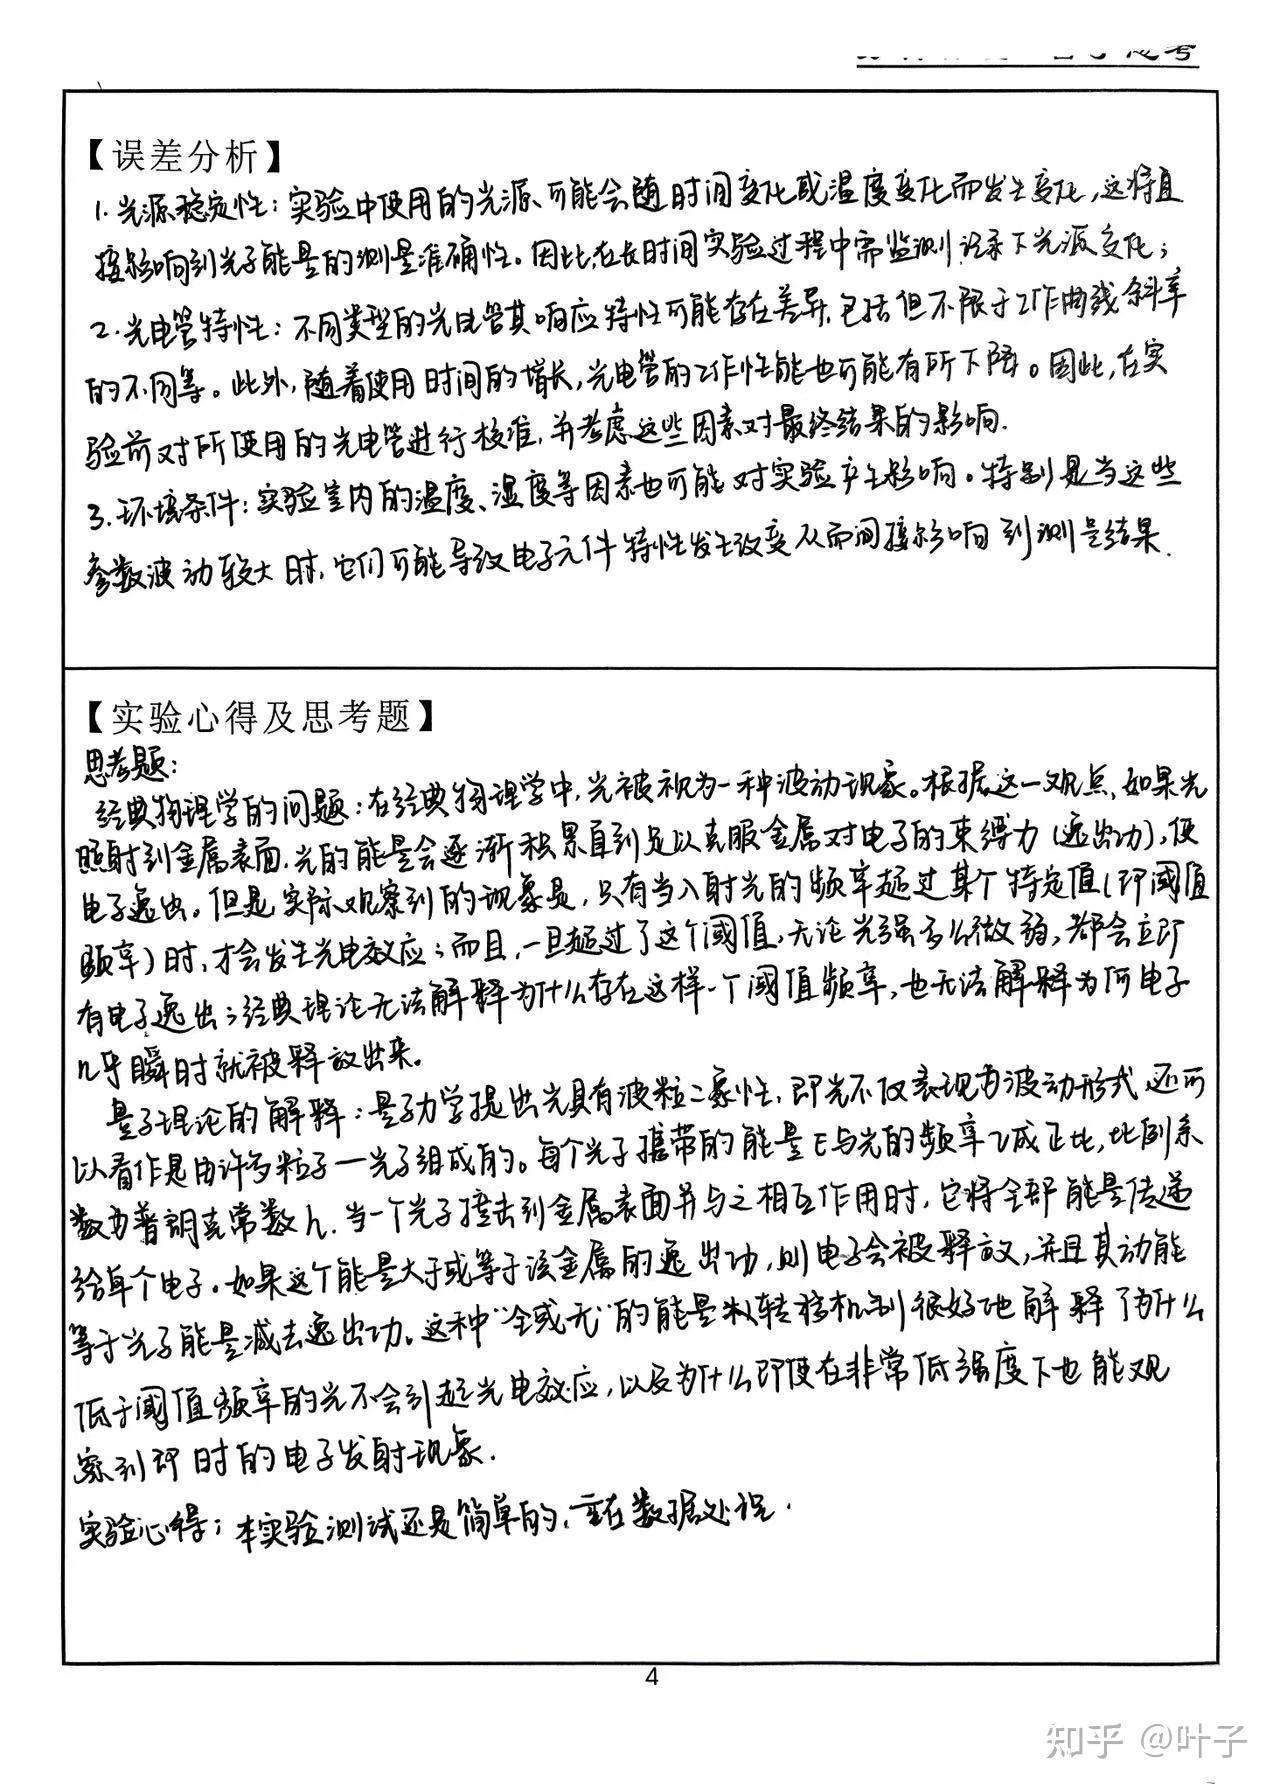 思考
【误差分析】
1. 光源稳定性：实验中使用的光源、可能会随时间变化或温度变化而发生变化，这将直
接影响到光子能量的测量准确性。因此，在长时间实验过程中需监测记录下光源变化；
2. 光电管特性：不同类型的光电管其响应特性可能存在差异，包括但不限于工作曲线斜率
的不同等。此外，随着使用时间的增长，光电管的工作性能也可能有所下降。因此，在实
验前对所使用的光电管进行校准，并考虑这些因素对最终结果的影响.
3. 环境条件：实验室内的温度、湿度等因素也可能对实验产生影响。特别是当这些
参数波动较大时，它们可能导致电子元件特性发生改变从而间接影响到测量结果.
【实验心得及思考题】
思考题：
经典物理学的问题：在经典物理学中，光被视为一种波动现象。根据这一观点，如果光
照射到金属表面，光的能量会逐渐积累直到足以克服金属对电子的束缚力（逸出功），使
电子逸出。但是实际观察到的现象是，只有当入射光的频率超过某个特定值（即阈值
频率）时，才会发生光电效应；而且，一旦超过了这个阈值，无论光强多么微弱，都会立即
有电子逸出；经典理论无法解释为什么存在这样一个阈值频率，也无法解释为何电子
几乎瞬时就被释放出来。
量子理论的解释：量子力学提出光具有波粒二象性，即光不仅表现为波动形式，还可
以看作是由许多粒子一光子组成的。每个光子携带的能量E与光的频率ν成正比，比例系
数为普朗克常数h. 当一个光子撞击到金属表面并与之相互作用时，它将全部能量传递
给单个电子。如果这个能量大于或等于该金属的逸出功，则电子会被释放，并且其动能
等于光子能量减去逸出功。这种“全或无”的能量转移机制很好地解释了为什么
低于阈值频率的光不会引起光电效应，以及为什么即使在非常低强度下也能观
察到即时的电子发射现象.
实验心得：本实验测试还是简单的，在数据处
4
知乎 @叶子